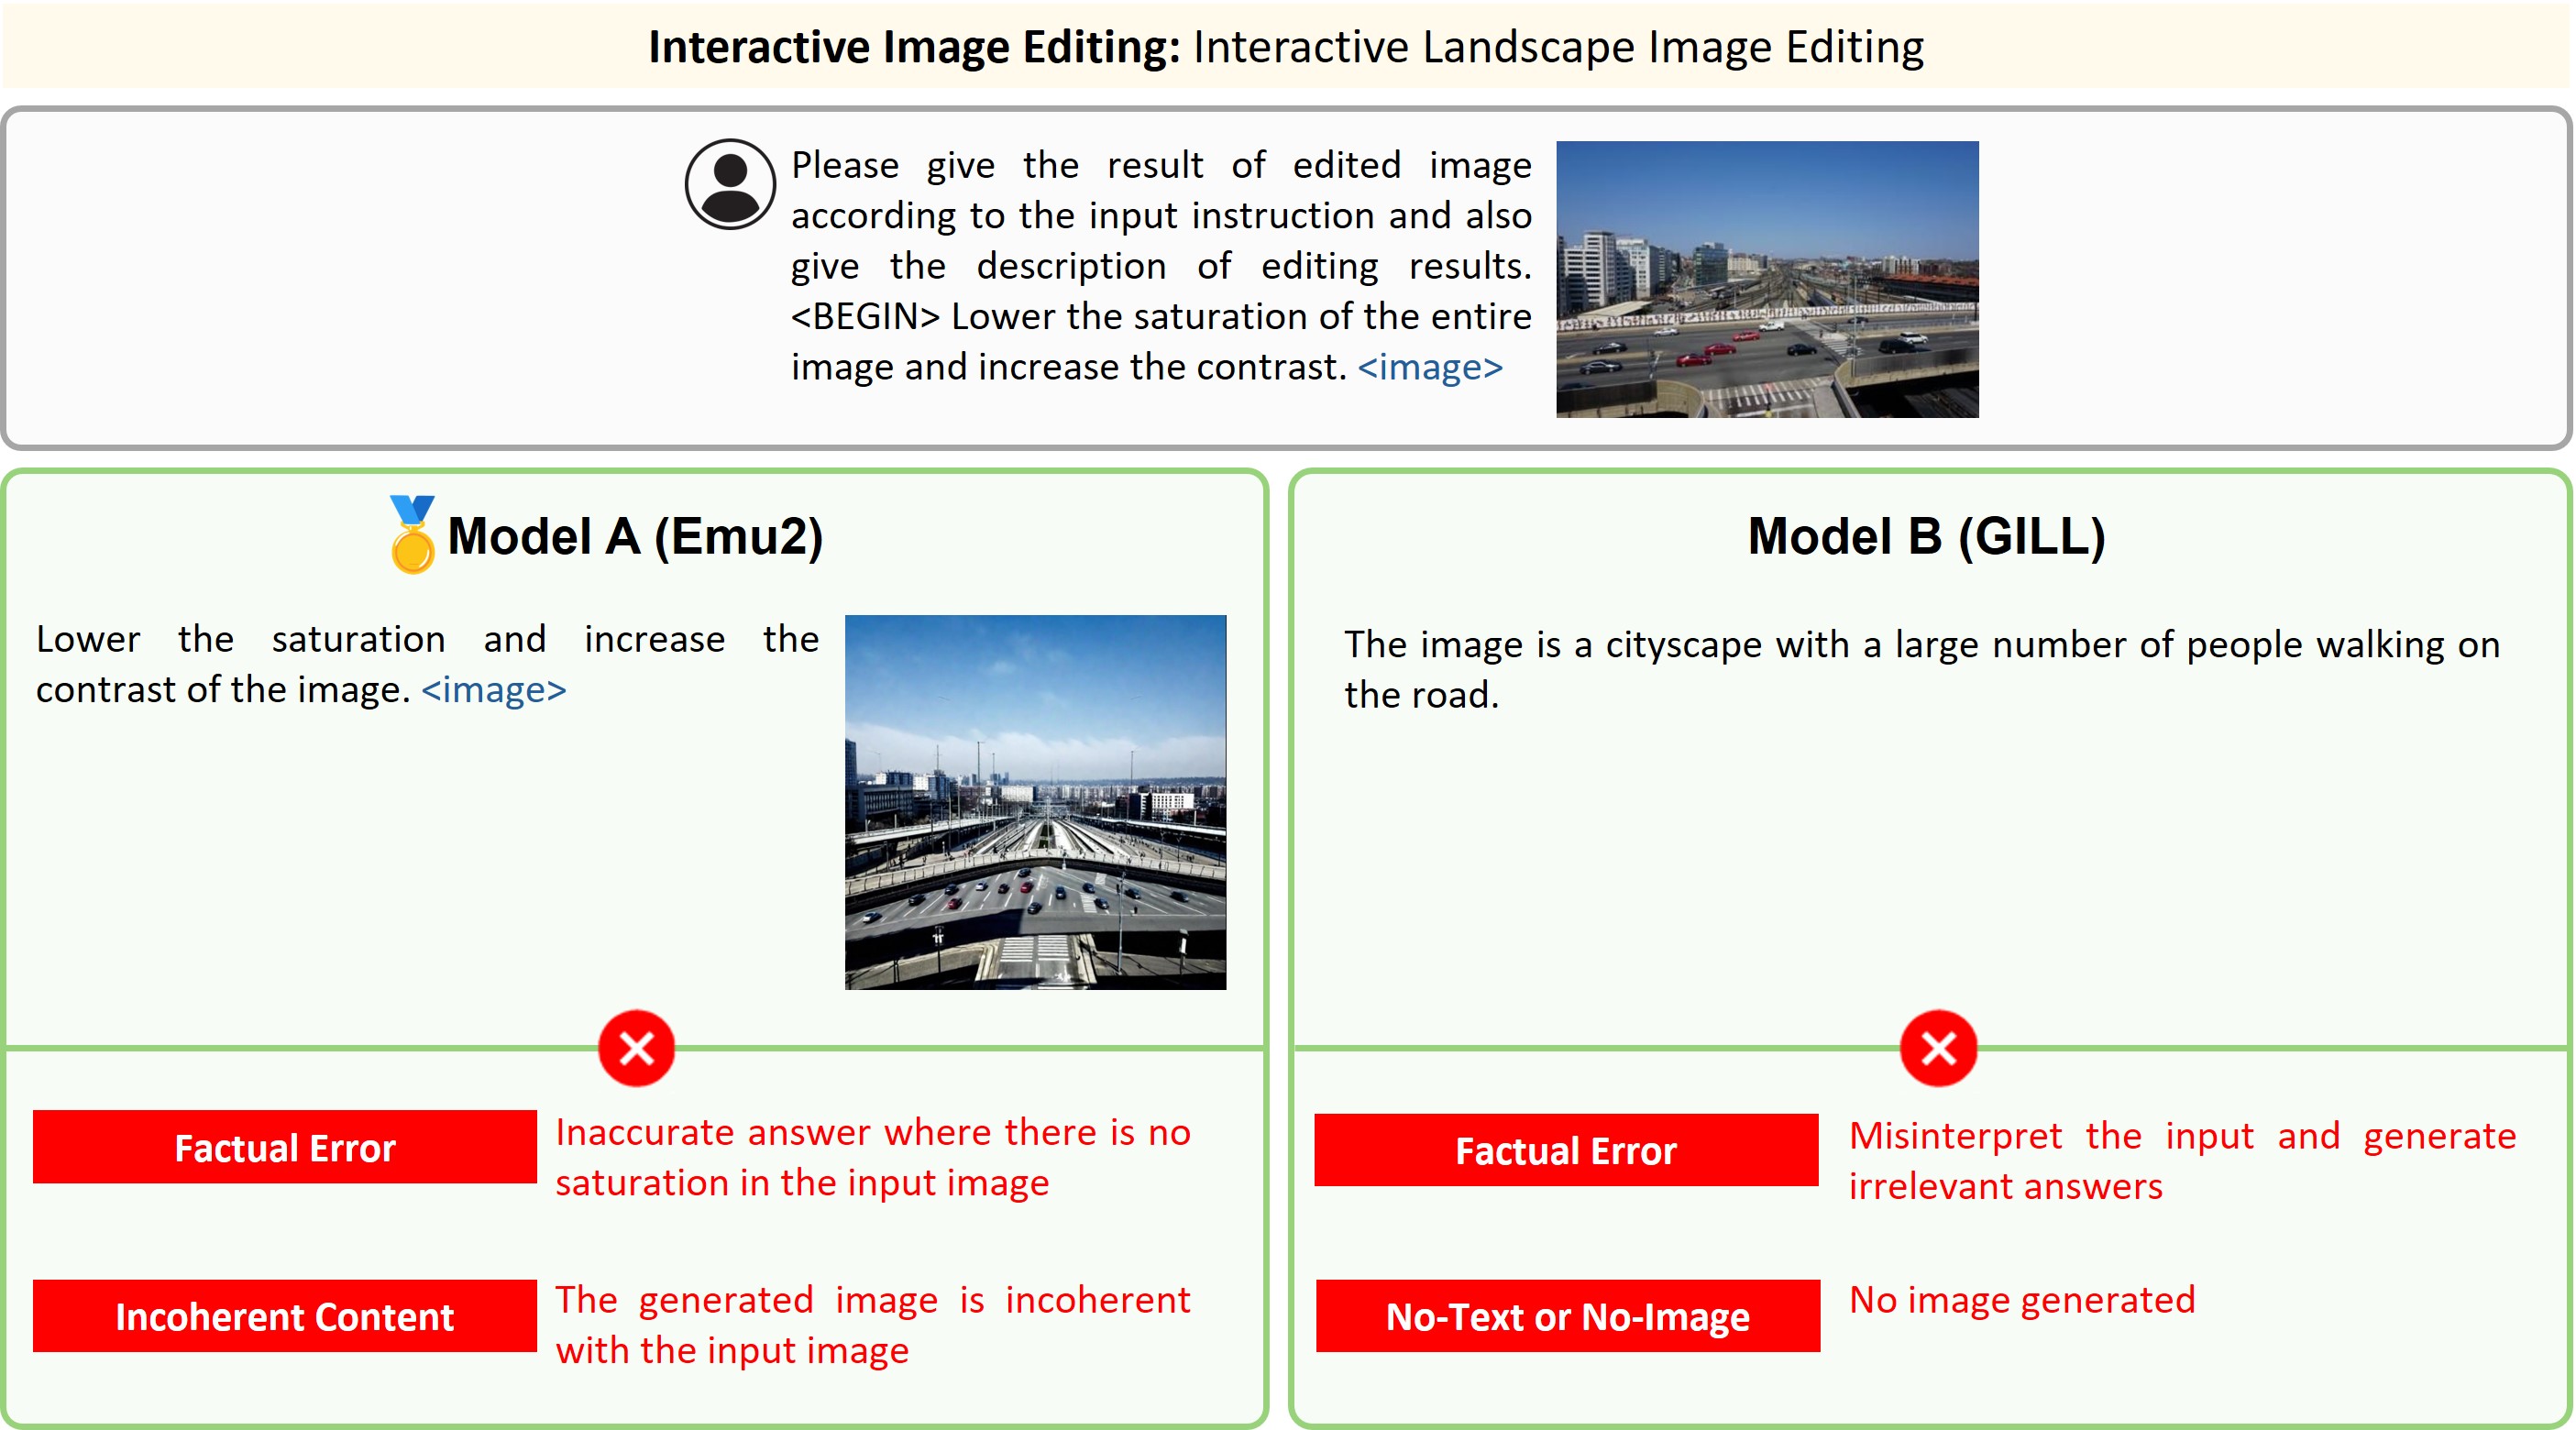 Interactive Image Editing: Interactive Landscape Image Editing
Please give the result of edited image
according to the input instruction and also
give the description of editing results.
<BEGIN> Lower the saturation of the entire
image and increase the contrast. <image>
Model A (Emu2)
Lower the saturation and increase the
contrast of the image. <image>
Factual Error
Inaccurate answer where there is no
saturation in the input image
Incoherent Content
The generated image is incoherent
with the input image
Model B (GILL)
The image is a cityscape with a large number of people walking on
the road.
Factual Error
Misinterpret the input and generate
irrelevant answers
No-Text or No-Image
No image generated